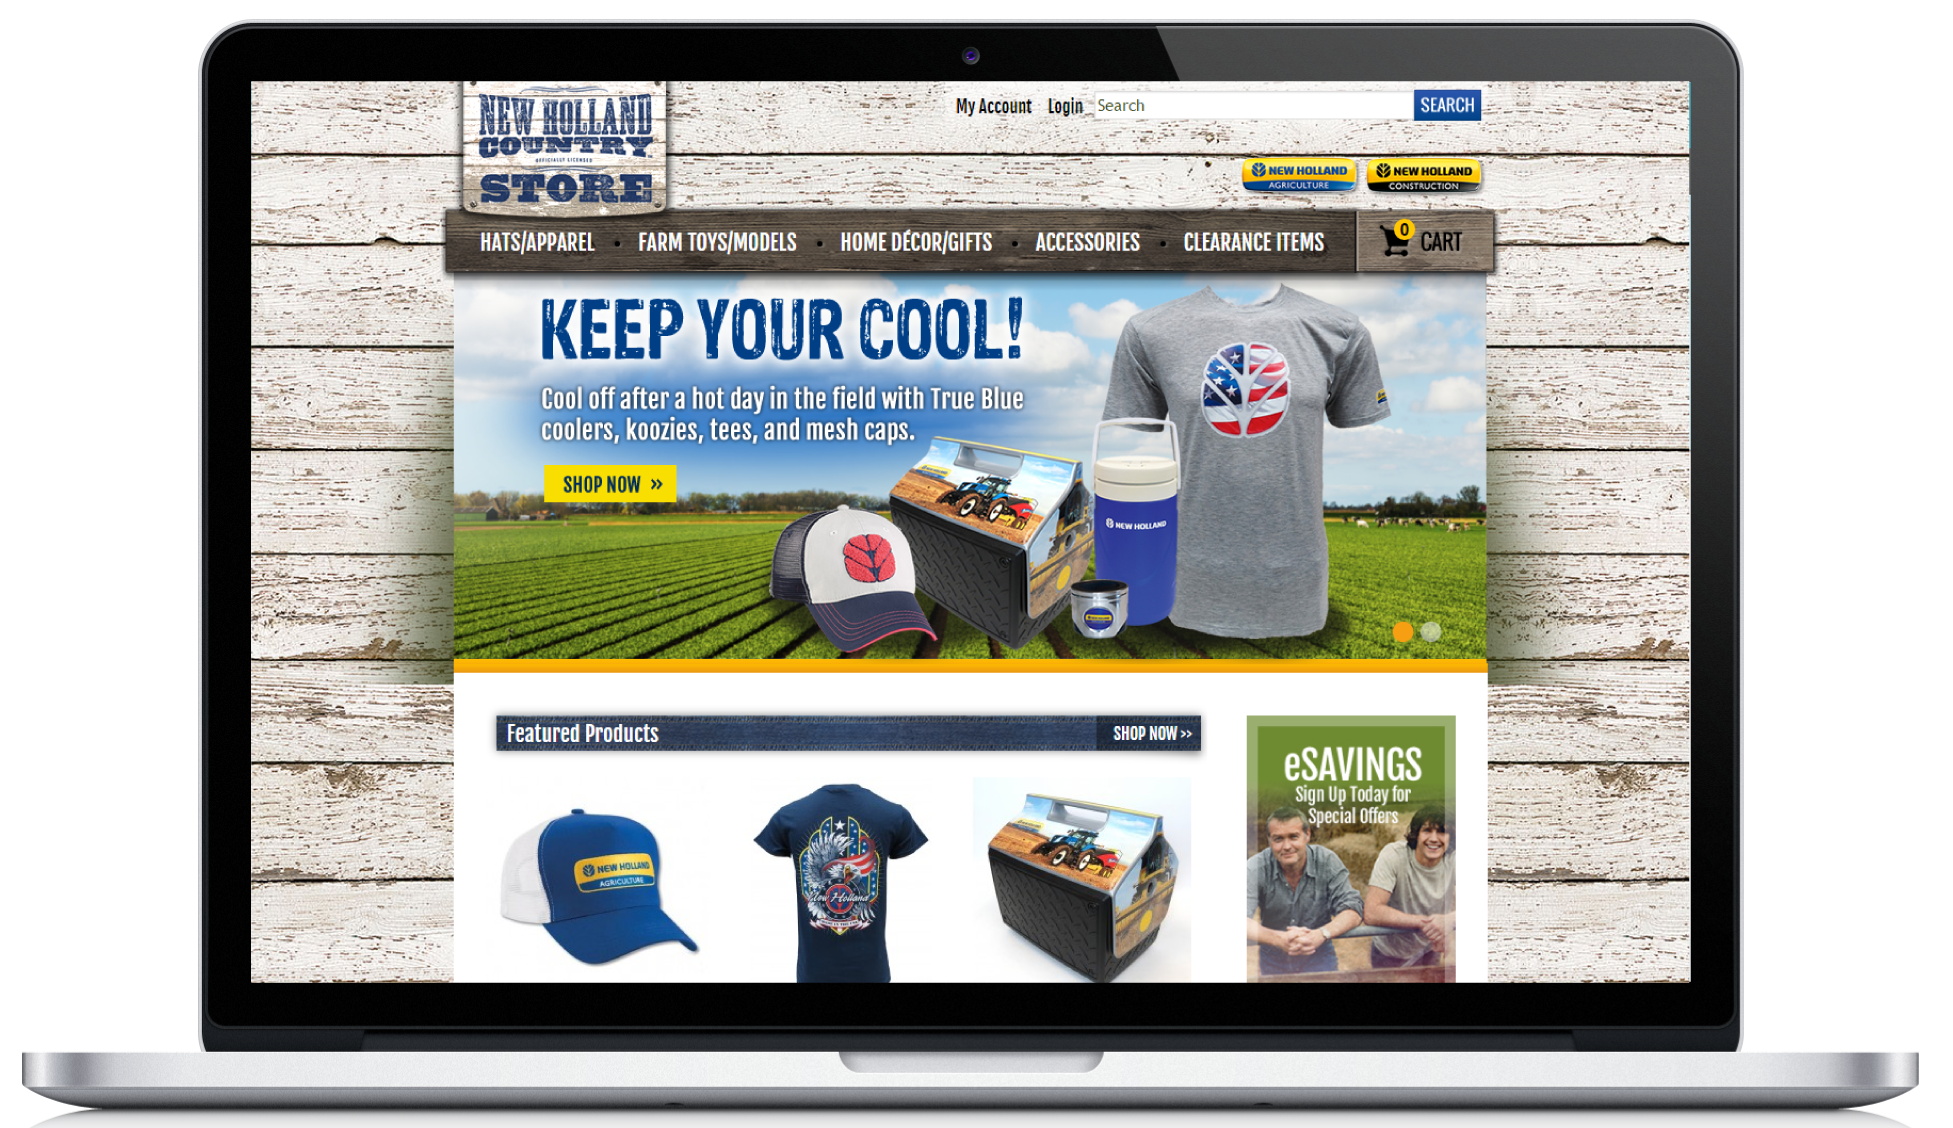 NEW HOLLAND
COUNTRY
OFFICIALLY LICENSED
STORE
My Account Login Search SEARCH
NEW HOLLAND
AGRICULTURE
NEW HOLLAND
CONSTRUCTION
HATS/APPAREL • FARM TOYS/MODELS • HOME DÉCOR/GIFTS • ACCESSORIES • CLEARANCE ITEMS
0 CART
KEEP YOUR COOL!
Cool off after a hot day in the field with True Blue
coolers, koozies, tees, and mesh caps.
SHOP NOW »
NEW HOLLAND
Featured Products
SHOP NOW >>
eSAVINGS
Sign Up Today for
Special Offers
NEW HOLLAND
AGRICULTURE
New Holland